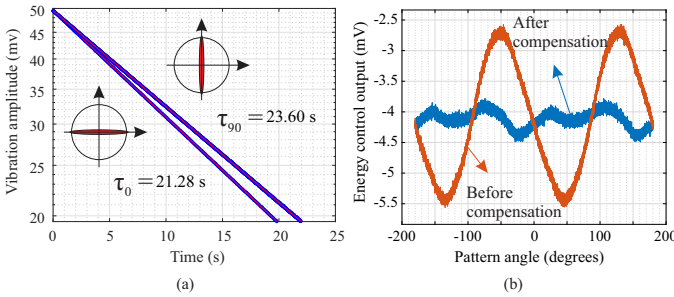 50
45
40
35
30
25
20
Vibration amplitude (mv)
τ90 = 23.60 s
τ0 = 21.28 s
0 5 10 15 20 25
Time (s)
(a)
-2.5
-3
-3.5
-4
-4.5
-5
-5.5
Energy control output (mV)
After
compensation
Before
compensation
-200 -100 0 100 200
Pattern angle (degrees)
(b)